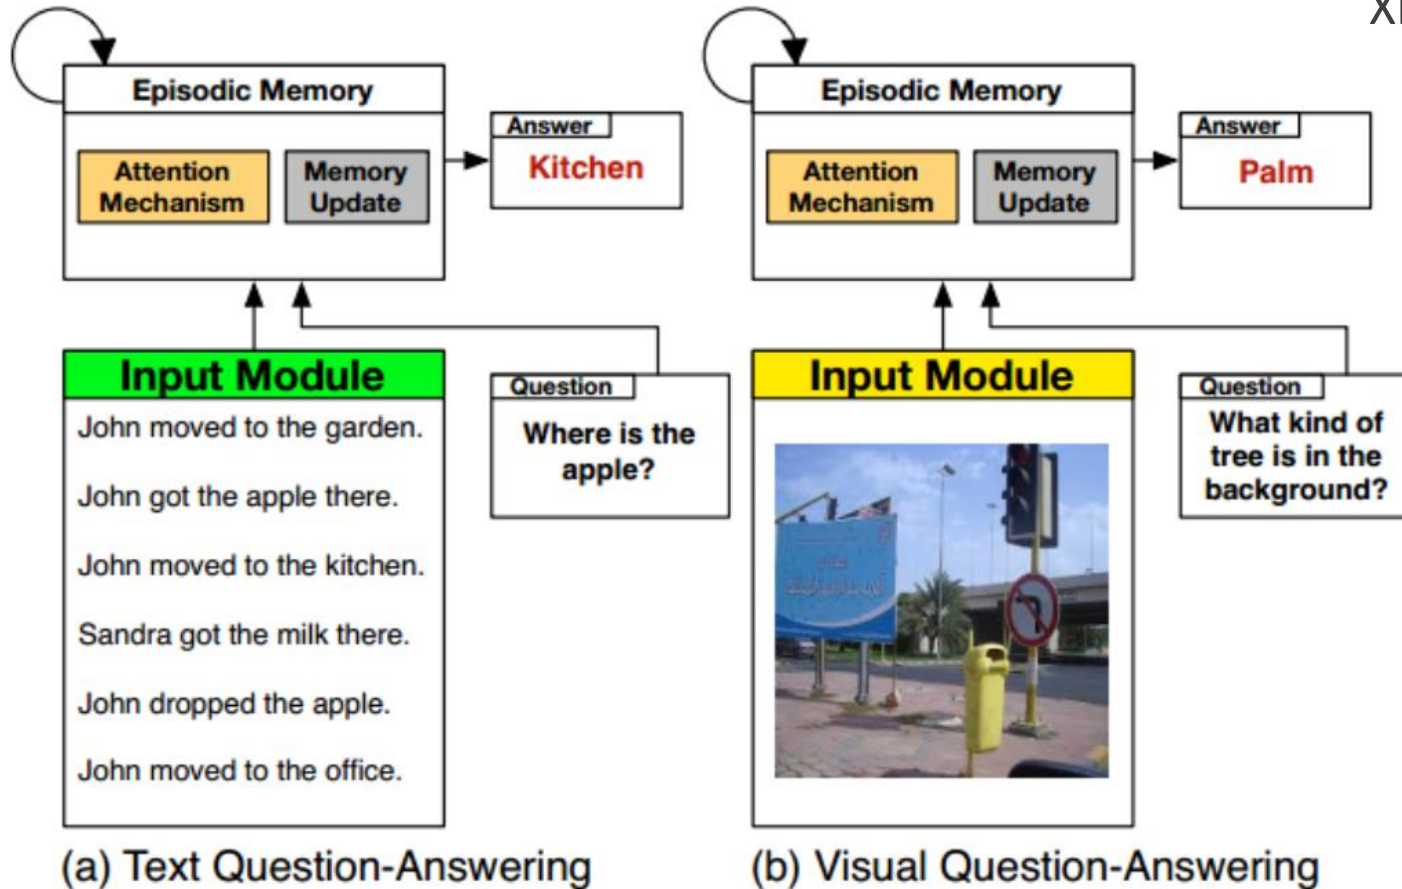 Episodic Memory
Attention
Mechanism
Memory
Update
Answer
Kitchen
Input Module
John moved to the garden.
John got the apple there.
John moved to the kitchen.
Sandra got the milk there.
John dropped the apple.
John moved to the office.
Question
Where is the
apple?
(a) Text Question-Answering
Episodic Memory
Attention
Mechanism
Memory
Update
Answer
Palm
Input Module
Question
What kind of
tree is in the
background?
(b) Visual Question-Answering